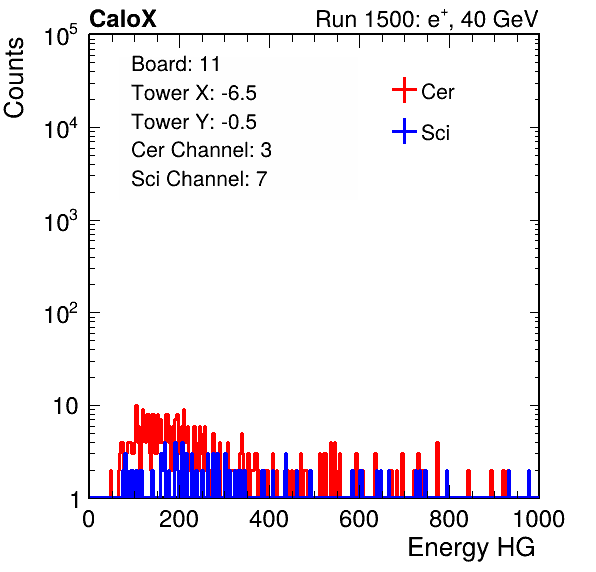 CaloX Run 1500: e⁺, 40 GeV
Counts
10⁵
10⁴
10³
10²
10
1
Board: 11
Tower X: -6.5
Tower Y: -0.5
Cer Channel: 3
Sci Channel: 7
Cer
Sci
0 200 400 600 800 1000
Energy HG